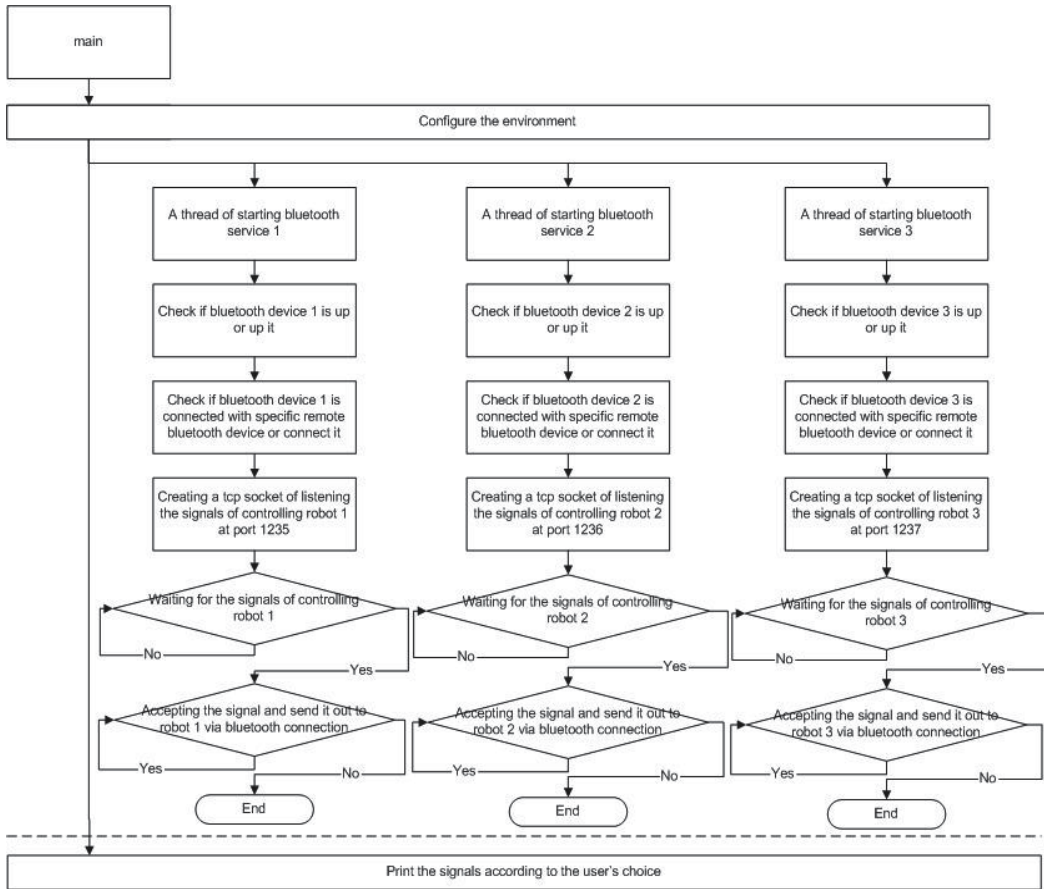 main
Configure the environment
A thread of starting bluetooth
service 1
A thread of starting bluetooth
service 2
A thread of starting bluetooth
service 3
Check if bluetooth device 1 is up
or up it
Check if bluetooth device 2 is up
or up it
Check if bluetooth device 3 is up
or up it
Check if bluetooth device 1 is
connected with specific remote
bluetooth device or connect it
Check if bluetooth device 2 is
connected with specific remote
bluetooth device or connect it
Check if bluetooth device 3 is
connected with specific remote
bluetooth device or connect it
Creating a tcp socket of listening
the signals of controlling robot 1
at port 1235
Creating a tcp socket of listening
the signals of controlling robot 2
at port 1236
Creating a tcp socket of listening
the signals of controlling robot 3
at port 1237
Waiting for the signals of controlling
robot 1
Waiting for the signals of controlling
robot 2
Waiting for the signals of controlling
robot 3
No
Yes
No
Yes
No
Yes
Accepting the signal and send it out to
robot 1 via bluetooth connection
Accepting the signal and send it out to
robot 2 via bluetooth connection
Accepting the signal and send it out to
robot 3 via bluetooth connection
Yes
No
Yes
No
Yes
No
End
End
End
Print the signals according to the user's choice